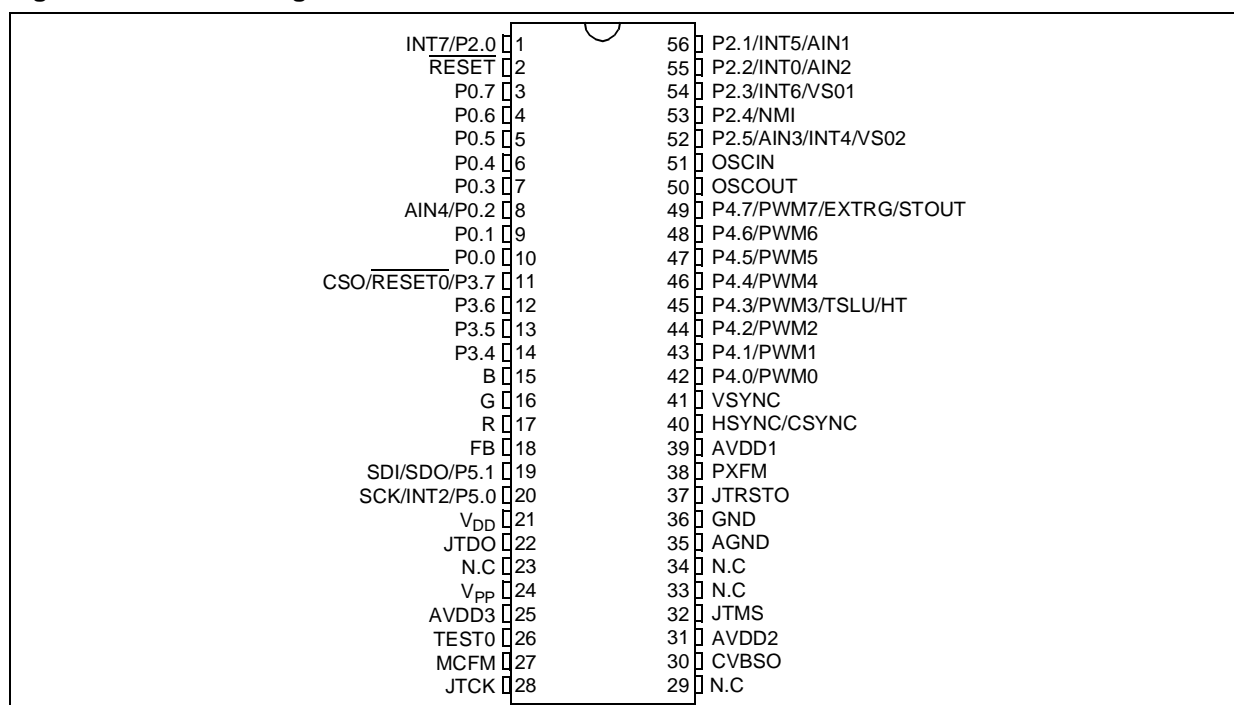 INT7/P2.0 1 56 P2.1/INT5/AIN1
RESET 2 55 P2.2/INT0/AIN2
P0.7 3 54 P2.3/INT6/VS01
P0.6 4 53 P2.4/NMI
P0.5 5 52 P2.5/AIN3/INT4/VS02
P0.4 6 51 OSCIN
P0.3 7 50 OSCOUT
AIN4/P0.2 8 49 P4.7/PWM7/EXTRG/STOUT
P0.1 9 48 P4.6/PWM6
P0.0 10 47 P4.5/PWM5
CSO/RESET0/P3.7 11 46 P4.4/PWM4
P3.6 12 45 P4.3/PWM3/TSLU/HT
P3.5 13 44 P4.2/PWM2
P3.4 14 43 P4.1/PWM1
B 15 42 P4.0/PWM0
G 16 41 VSYNC
R 17 40 HSYNC/CSYNC
FB 18 39 AVDD1
SDI/SDO/P5.1 19 38 PXFM
SCK/INT2/P5.0 20 37 JTRSTO
VDD 21 36 GND
JTDO 22 35 AGND
N.C 23 34 N.C
VPP 24 33 N.C
AVDD3 25 32 JTMS
TEST0 26 31 AVDD2
MCFM 27 30 CVBSO
JTCK 28 29 N.C